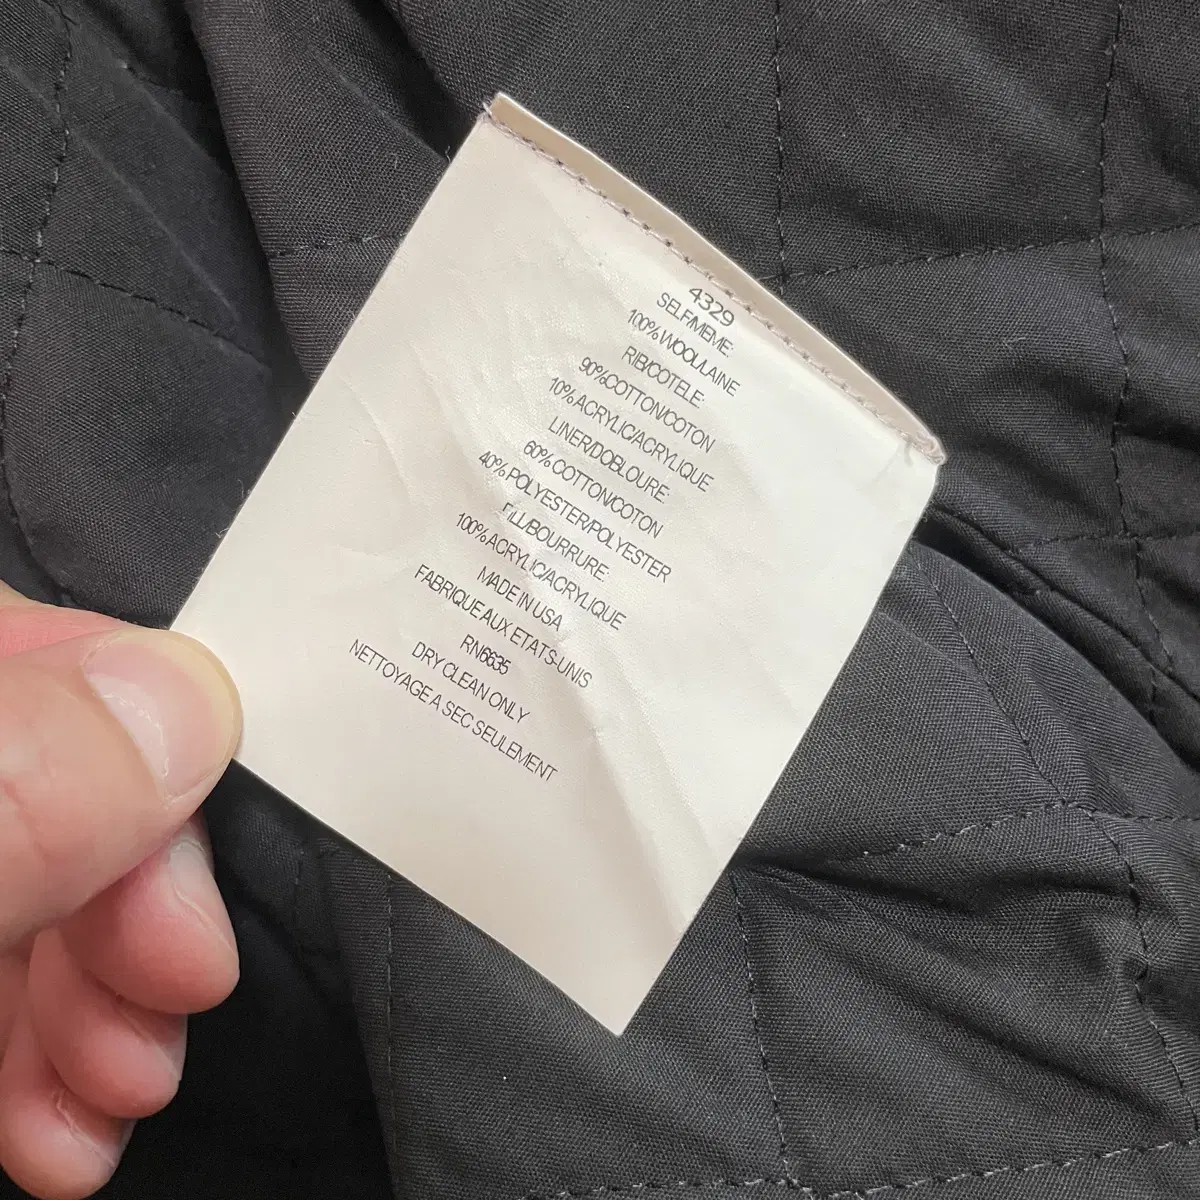 4329
SELF/MEME:
100% WOOL/LAINE
RIB/COTELE:
90%COTTON/COTON
10% ACRYLIC/ACRYLIQUE
LINER/DOBLOURE:
60% COTTON/COTON
40% POLYESTER/POLYESTER
FILL/BOURRURE:
100% ACRYLIC/ACRYLIQUE
MADE IN USA
FABRIQUE AUX ETATS-UNIS
RN6635
DRY CLEAN ONLY
NETTOYAGE A SEC SEULEMENT